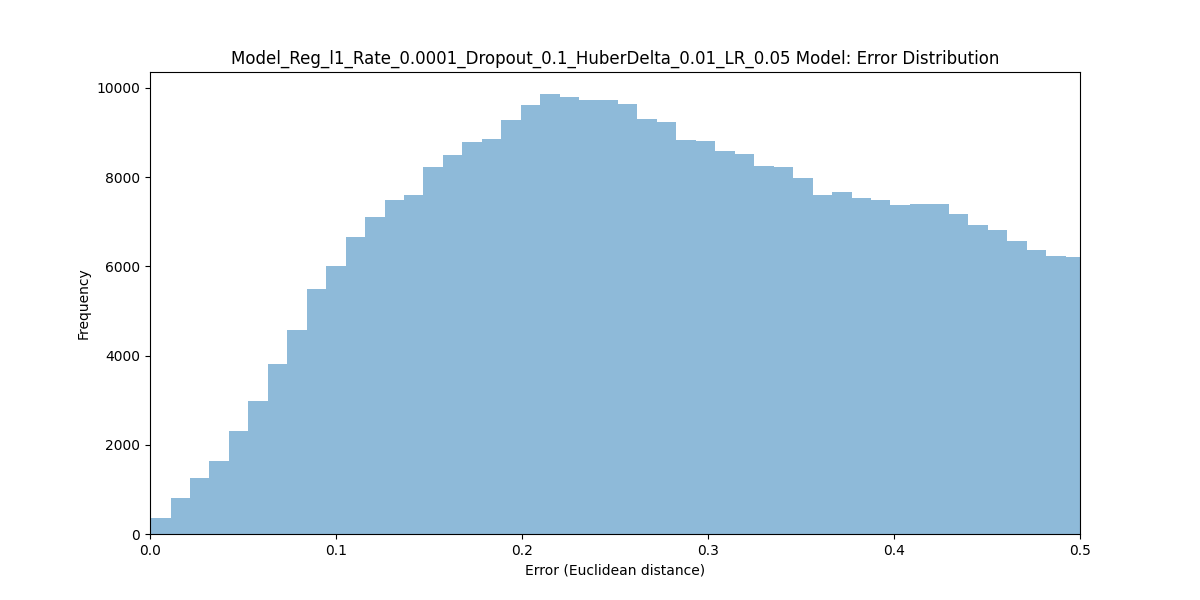 Model_Reg_l1_Rate_0.0001_Dropout_0.1_HuberDelta_0.01_LR_0.05 Model: Error Distribution
10000
8000
6000
4000
2000
0
Frequency
0.0 0.1 0.2 0.3 0.4 0.5
Error (Euclidean distance)